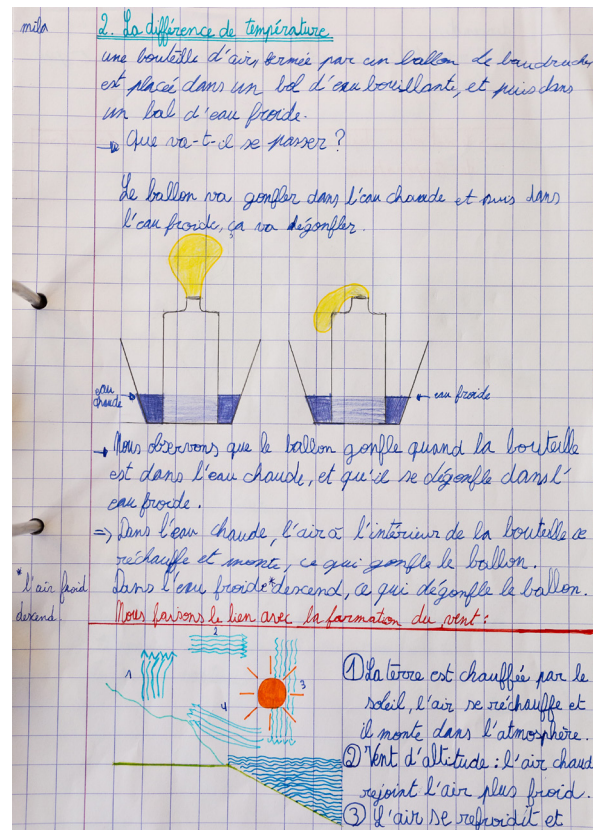 mila
2. La différence de température
une bouteille d'air, fermée par un ballon de baudruche,
est placée dans un bol d'eau bouillante, et puis dans
un bol d'eau froide.
→ Que va-t-il se passer ?
Le ballon va gonfler dans l'eau chaude et puis dans
l'eau froide, ça va dégonfler.
eau
chaude
eau froide
→ Nous observons que le ballon gonfle quand la bouteille
est dans l'eau chaude, et qu'il se dégonfle dans l'
eau froide.
=> Dans l'eau chaude, l'air à l'intérieur de la bouteille se
réchauffe et monte, ce qui gonfle le ballon.
Dans l'eau froide * descend, ce qui dégonfle le ballon.
* l'air froid
descend.
Nous faisons le lien avec la formation du vent :
1
2
3
4
① La terre est chauffée par le
soleil, l'air se réchauffe et
il monte dans l'atmosphère.
② Vent d'altitude : l'air chaud
rejoint l'air plus froid.
③ L'air se refroidit et